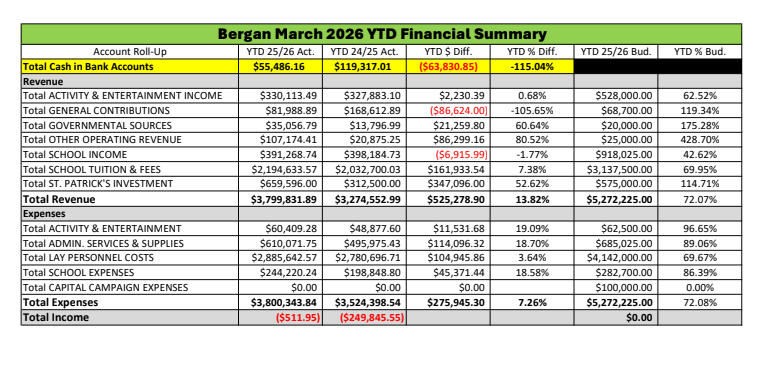 Bergan March 2026 YTD Financial Summary
Account Roll-Up YTD 25/26 Act. YTD 24/25 Act. YTD $ Diff. YTD % Diff. YTD 25/26 Bud. YTD % Bud.
Total Cash in Bank Accounts $55,486.16 $119,317.01 ($63,830.85) -115.04%
Revenue
Total ACTIVITY & ENTERTAINMENT INCOME $330,113.49 $327,883.10 $2,230.39 0.68% $528,000.00 62.52%
Total GENERAL CONTRIBUTIONS $81,988.89 $168,612.89 ($86,624.00) -105.65% $68,700.00 119.34%
Total GOVERNMENTAL SOURCES $35,056.79 $13,796.99 $21,259.80 60.64% $20,000.00 175.28%
Total OTHER OPERATING REVENUE $107,174.41 $20,875.25 $86,299.16 80.52% $25,000.00 428.70%
Total SCHOOL INCOME $391,268.74 $398,184.73 ($6,915.99) -1.77% $918,025.00 42.62%
Total SCHOOL TUITION & FEES $2,194,633.57 $2,032,700.03 $161,933.54 7.38% $3,137,500.00 69.95%
Total ST. PATRICK'S INVESTMENT $659,596.00 $312,500.00 $347,096.00 52.62% $575,000.00 114.71%
Total Revenue $3,799,831.89 $3,274,552.99 $525,278.90 13.82% $5,272,225.00 72.07%
Expenses
Total ACTIVITY & ENTERTAINMENT $60,409.28 $48,877.60 $11,531.68 19.09% $62,500.00 96.65%
Total ADMIN. SERVICES & SUPPLIES $610,071.75 $495,975.43 $114,096.32 18.70% $685,025.00 89.06%
Total LAY PERSONNEL COSTS $2,885,642.57 $2,780,696.71 $104,945.86 3.64% $4,142,000.00 69.67%
Total SCHOOL EXPENSES $244,220.24 $198,848.80 $45,371.44 18.58% $282,700.00 86.39%
Total CAPITAL CAMPAIGN EXPENSES $0.00 $0.00 $0.00 $100,000.00 0.00%
Total Expenses $3,800,343.84 $3,524,398.54 $275,945.30 7.26% $5,272,225.00 72.08%
Total Income ($511.95) ($249,845.55) $0.00